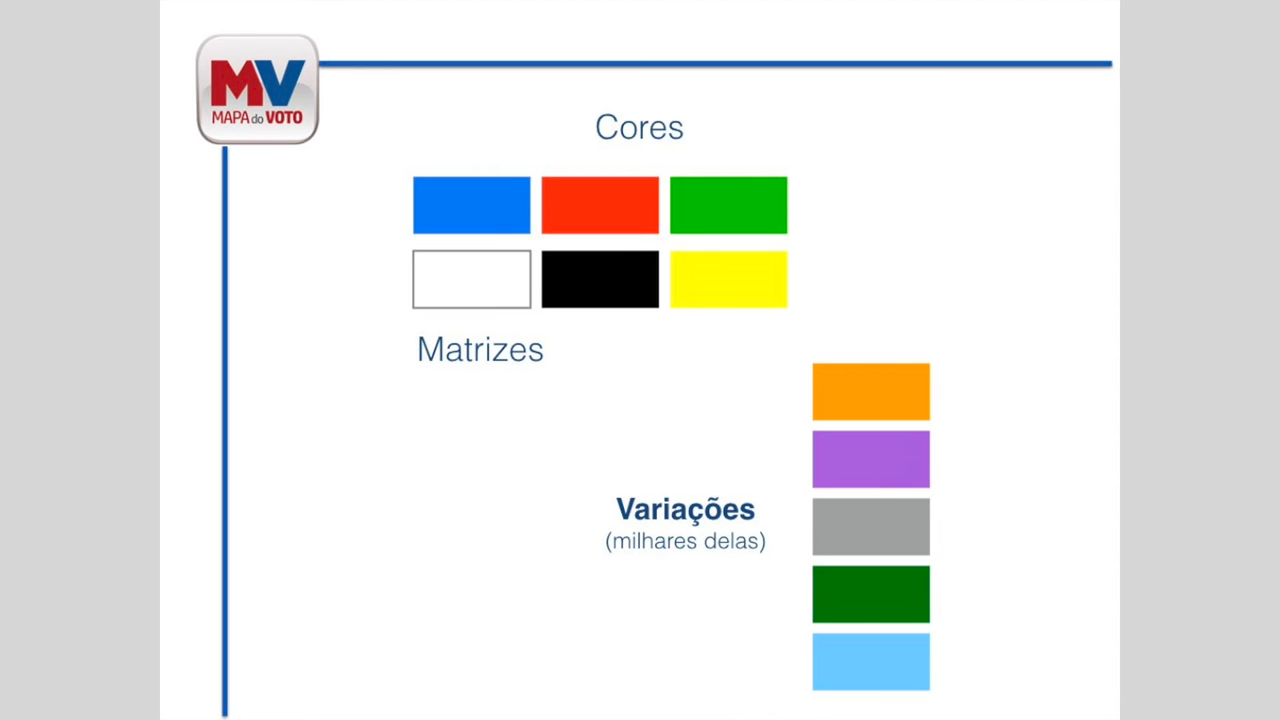 MV
MAPA do VOTO
Cores
Matrizes
Variações
(milhares delas)